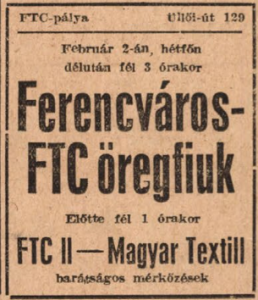 FTC-pálya Üllői-út 129
Február 2-án, hétfőn
délután fél 3 órakor
Ferencváros-
FTC öregfiuk
Előtte fél 1 órakor
FTC II — Magyar Textill
barágságos mérkőzések